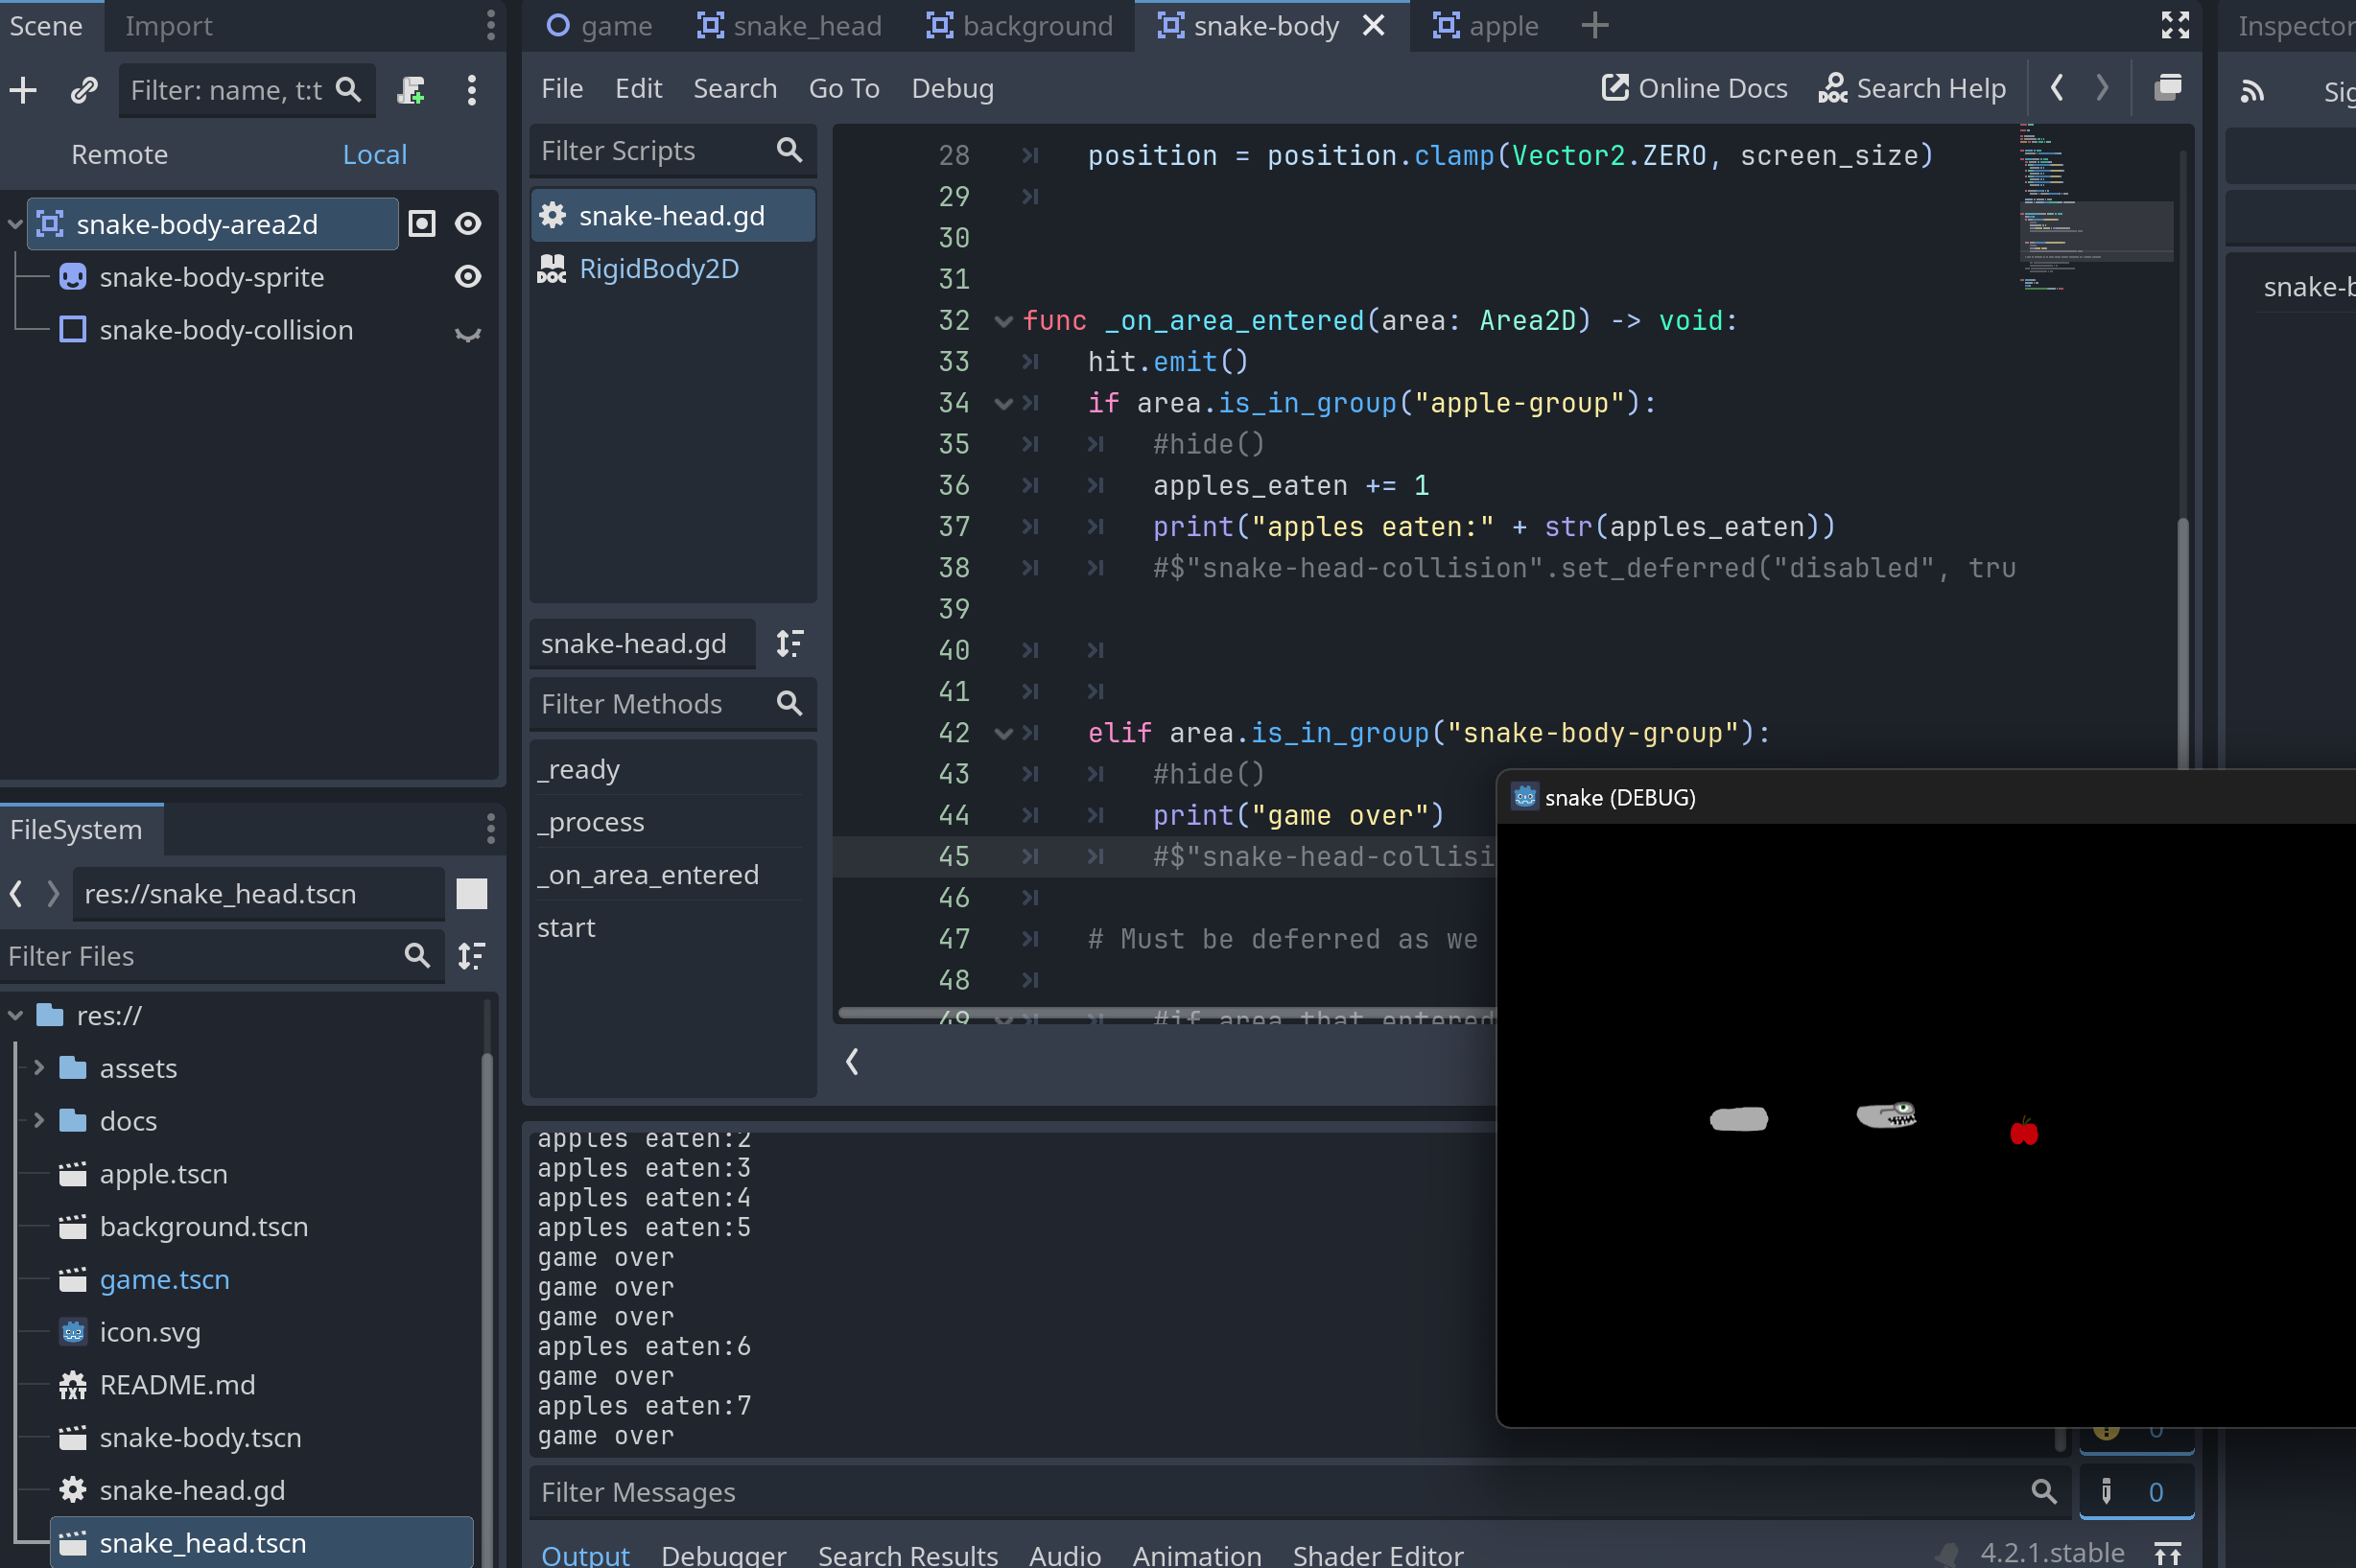 Scene Import
Filter: name, t:t
Remote Local
snake-body-area2d
snake-body-sprite
snake-body-collision
FileSystem
res://snake_head.tscn
Filter Files
res://
assets
docs
apple.tscn
background.tscn
game.tscn
icon.svg
README.md
snake-body.tscn
snake-head.gd
snake_head.tscn
game snake_head background snake-body apple
File Edit Search Go To Debug Online Docs DOC Search Help
Filter Scripts
snake-head.gd
DOC RigidBody2D
snake-head.gd
Filter Methods
_ready
_process
_on_area_entered
start
28 position = position.clamp(Vector2.ZERO, screen_size)
29
30
31
32 func _on_area_entered(area: Area2D) -> void:
33 hit.emit()
34 if area.is_in_group("apple-group"):
35 #hide()
36 apples_eaten += 1
37 print("apples eaten:" + str(apples_eaten))
38 #$"snake-head-collision".set_deferred("disabled", tru
39
40
41
42 elif area.is_in_group("snake-body-group"):
43 #hide()
44 print("game over")
45 #$"snake-head-collisi
46
47 # Must be deferred as we
48
49 #if area that entered
snake (DEBUG)
apples eaten:2
apples eaten:3
apples eaten:4
apples eaten:5
game over
game over
game over
apples eaten:6
game over
apples eaten:7
game over
0
Filter Messages
0
Output Debugger Search Results Audio Animation Shader Editor
4.2.1.stable
Inspector
Sig
snake-b